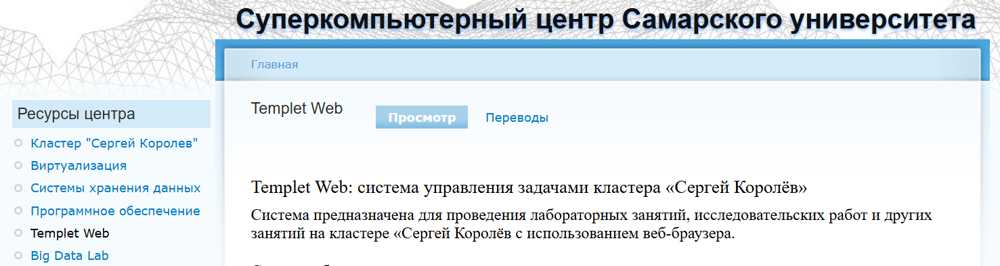 Суперкомпьютерный центр Самарского университета
Главная
Ресурсы центра
Кластер "Сергей Королев"
Виртуализация
Системы хранения данных
Программное обеспечение
Templet Web
Big Data Lab
Templet Web
Просмотр
Переводы
Templet Web: система управления задачами кластера «Сергей Королёв»
Система предназначена для проведения лабораторных занятий, исследовательских работ и других
занятий на кластере «Сергей Королёв с использованием веб-браузера.